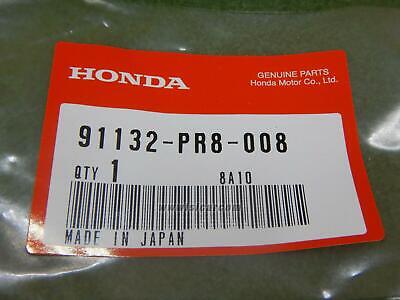 HONDA
GENUINE PARTS
Honda Motor Co., Ltd.
91132-PR8-008
QTY 1 8A10
MADE IN JAPAN